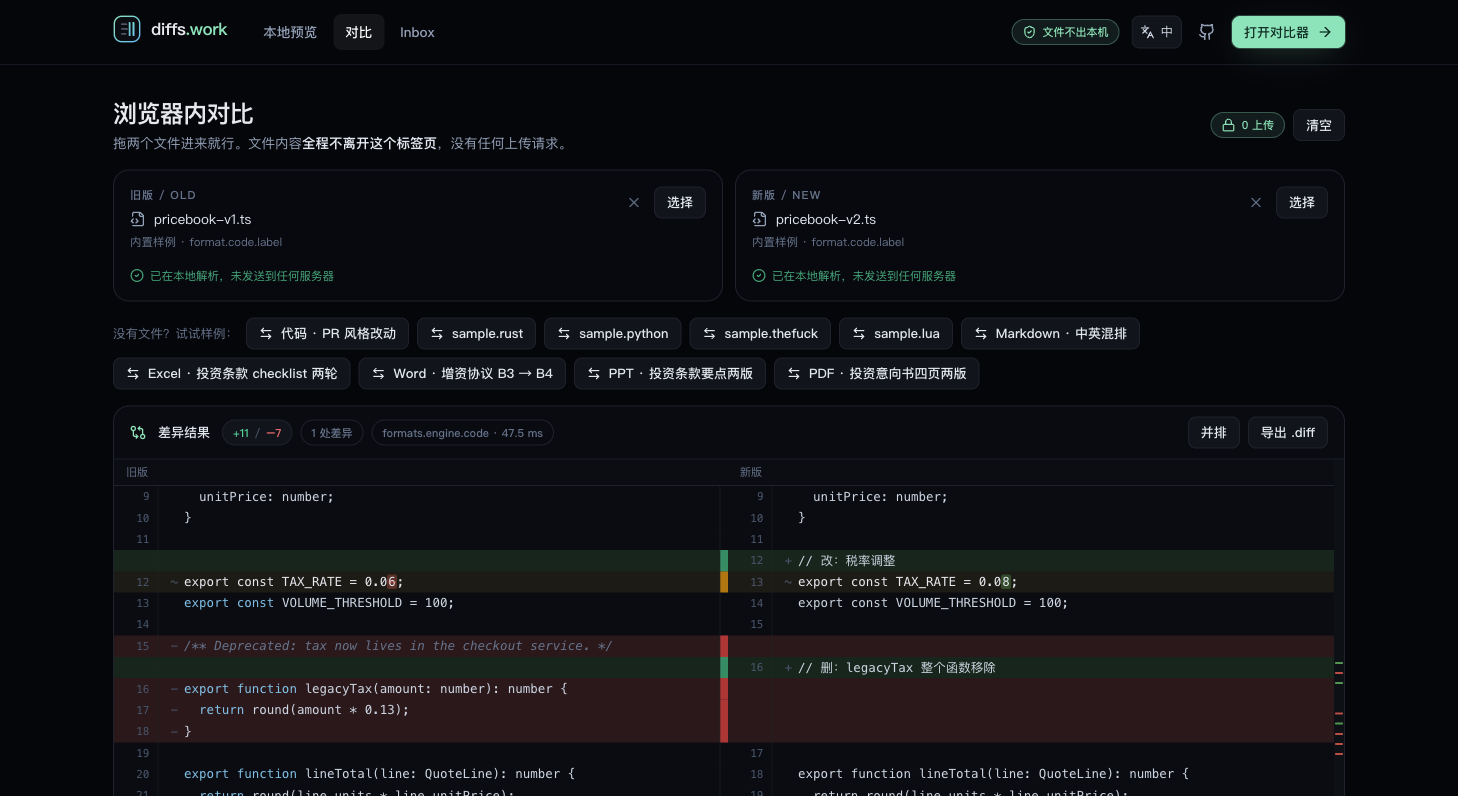 diffs.work 本地预览 对比 Inbox 文件不出本机 中 打开对比器
浏览器内对比
拖两个文件进来就行。文件内容全程不离开这个标签页，没有任何上传请求。
0 上传 清空
旧版 / OLD
pricebook-v1.ts
内置样例 · format.code.label
已在本地解析，未发送到任何服务器
选择
新版 / NEW
pricebook-v2.ts
内置样例 · format.code.label
已在本地解析，未发送到任何服务器
选择
没有文件？试试样例： 代码 · PR 风格改动 sample.rust sample.python sample.thefuck sample.lua Markdown · 中英混排
Excel · 投资条款 checklist 两轮 Word · 增资协议 B3 → B4 PPT · 投资条款要点两版 PDF · 投资意向书四页两版
差异结果 +11 / −7 1 处差异 formats.engine.code · 47.5 ms 并排 导出 .diff
旧版
9 unitPrice: number;
10 }
11
12 ~ export const TAX_RATE = 0.06;
13 export const VOLUME_THRESHOLD = 100;
14
15 − /** Deprecated: tax now lives in the checkout service. */
16 − export function legacyTax(amount: number): number {
17 − return round(amount * 0.13);
18 − }
19
20 export function lineTotal(line: QuoteLine): number {
21 return round(line.units * line.unitPrice);
新版
9 unitPrice: number;
10 }
11
12 + // 改：税率调整
13 ~ export const TAX_RATE = 0.08;
14 export const VOLUME_THRESHOLD = 100;
15
16 + // 删：legacyTax 整个函数移除
17
18 export function lineTotal(line: QuoteLine): number {
19 return round(line.units * line.unitPrice);